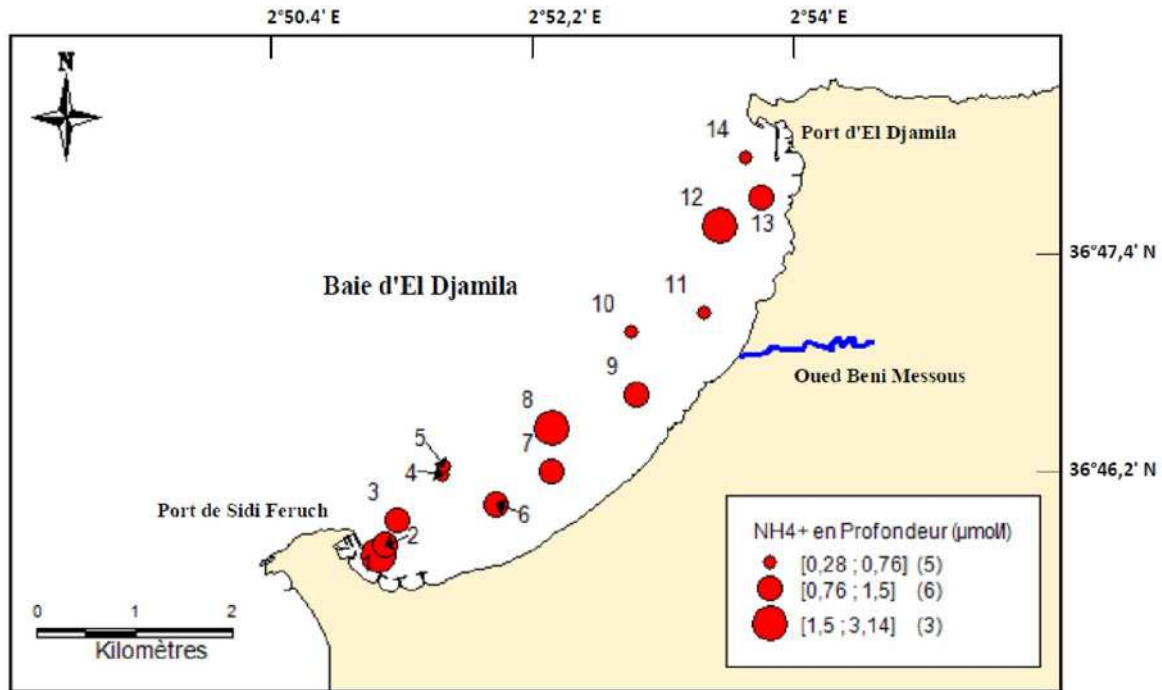 2°50.4' E
2°52,2' E
2°54' E
N
14
Port d'El Djamila
12
13
36°47,4' N
Baie d'El Djamila
11
10
Oued Beni Messous
9
8
7
5
4
36°46,2' N
3
Port de Sidi Feruch
6
2
NH4+ en Profondeur (µmol/l)
[0,28 ; 0,76] (5)
[0,76 ; 1,5] (6)
[1,5 ; 3,14] (3)
0 1 2
Kilomètres